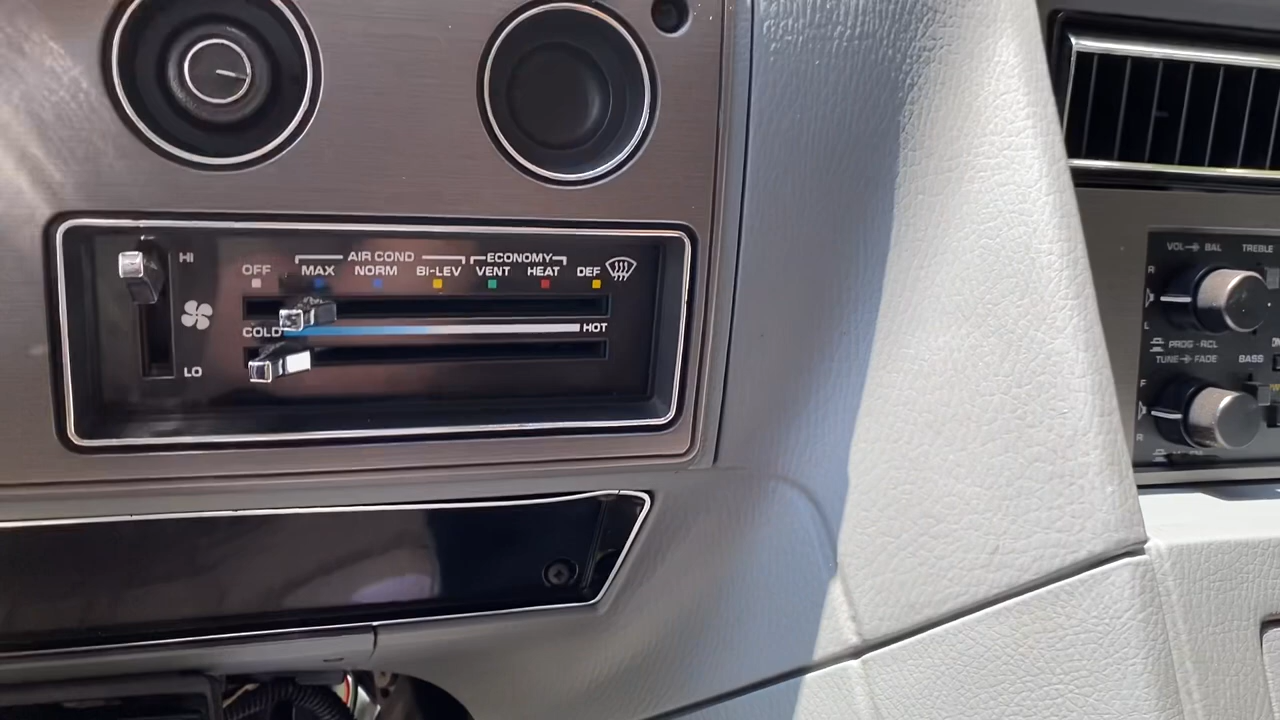 HI
AIR COND
ECONOMY
OFF MAX NORM BI-LEV VENT HEAT DEF
COLD HOT
LO
VOL BAL TREBLE
R
L
PROG-RCL
TUNE FADE BASS
F
R